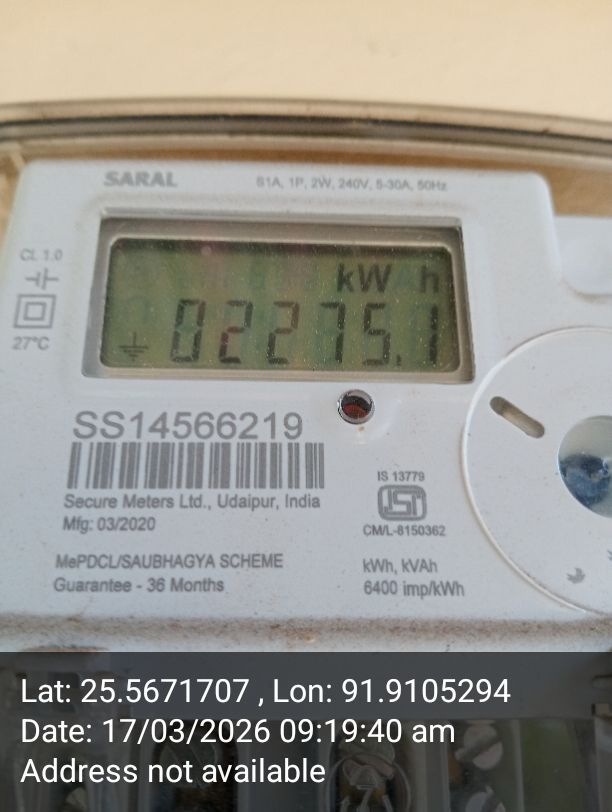 SARAL
S1A, 1P, 2W, 240V, 5-30A, 50Hz
CL 1.0
kWh
02275.1
27°C
SS14566219
Secure Meters Ltd., Udaipur, India
Mfg: 03/2020
IS 13779
ISI
CM/L-8150362
MePDCL/SAUBHAGYA SCHEME
Guarantee - 36 Months
kWh, kVAh
6400 imp/kWh
Lat: 25.5671707 , Lon: 91.9105294
Date: 17/03/2026 09:19:40 am
Address not available